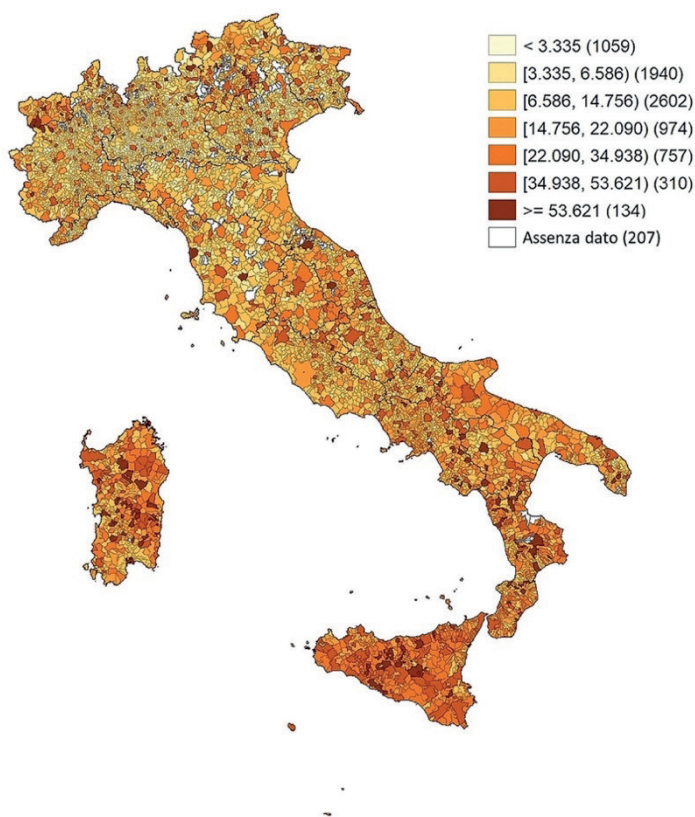 < 3.335 (1059)
[3.335, 6.586) (1940)
[6.586, 14.756) (2602)
[14.756, 22.090) (974)
[22.090, 34.938) (757)
[34.938, 53.621) (310)
>= 53.621 (134)
Assenza dato (207)